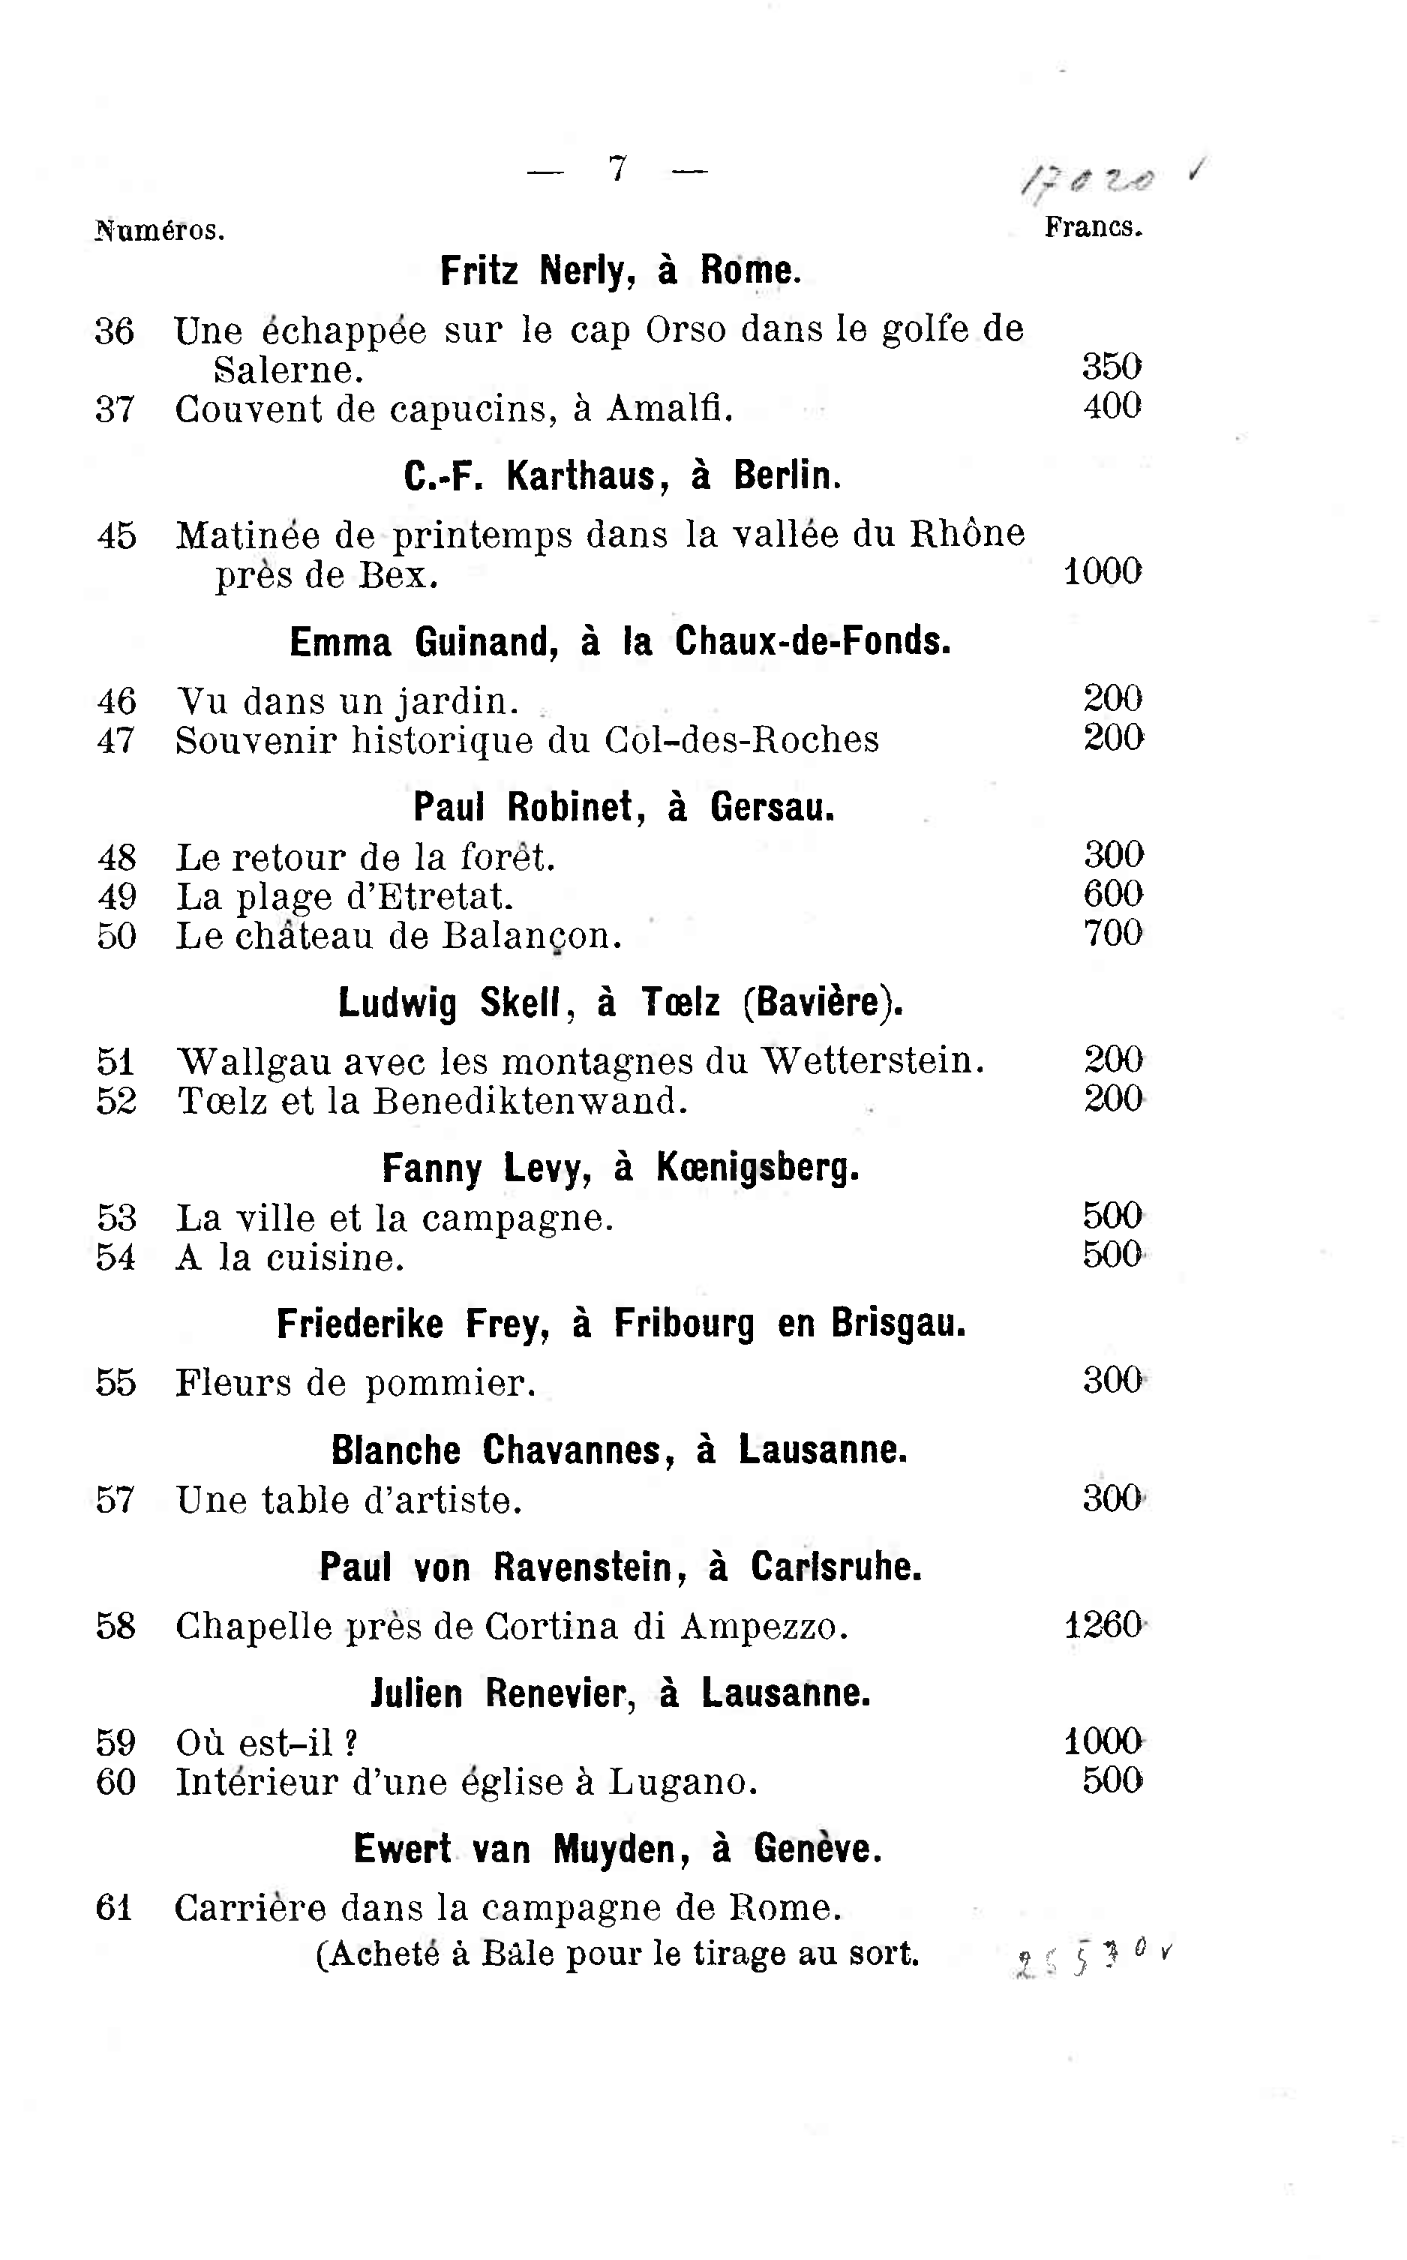 — 7 —
17020 ✓
Numéros. Francs.
Fritz Nerly, à Rome.
36 Une échappée sur le cap Orso dans le golfe de
Salerne. 350
37 Couvent de capucins, à Amalfi. 400
C.-F. Karthaus, à Berlin.
45 Matinée de printemps dans la vallée du Rhône
près de Bex. 1000
Emma Guinand, à la Chaux-de-Fonds.
46 Vu dans un jardin. 200
47 Souvenir historique du Col-des-Roches 200
Paul Robinet, à Gersau.
48 Le retour de la forêt. 300
49 La plage d'Etretat. 600
50 Le château de Balançon. 700
Ludwig Skell, à Tœlz (Bavière).
51 Wallgau avec les montagnes du Wetterstein. 200
52 Tœlz et la Benediktenwand. 200
Fanny Levy, à Kœnigsberg.
53 La ville et la campagne. 500
54 A la cuisine. 500
Friederike Frey, à Fribourg en Brisgau.
55 Fleurs de pommier. 300
Blanche Chavannes, à Lausanne.
57 Une table d'artiste. 300
Paul von Ravenstein, à Carlsruhe.
58 Chapelle près de Cortina di Ampezzo. 1260
Julien Renevier, à Lausanne.
59 Où est-il ? 1000
60 Intérieur d'une église à Lugano. 500
Ewert van Muyden, à Genève.
61 Carrière dans la campagne de Rome.
(Acheté à Bâle pour le tirage au sort.
25530 ✓